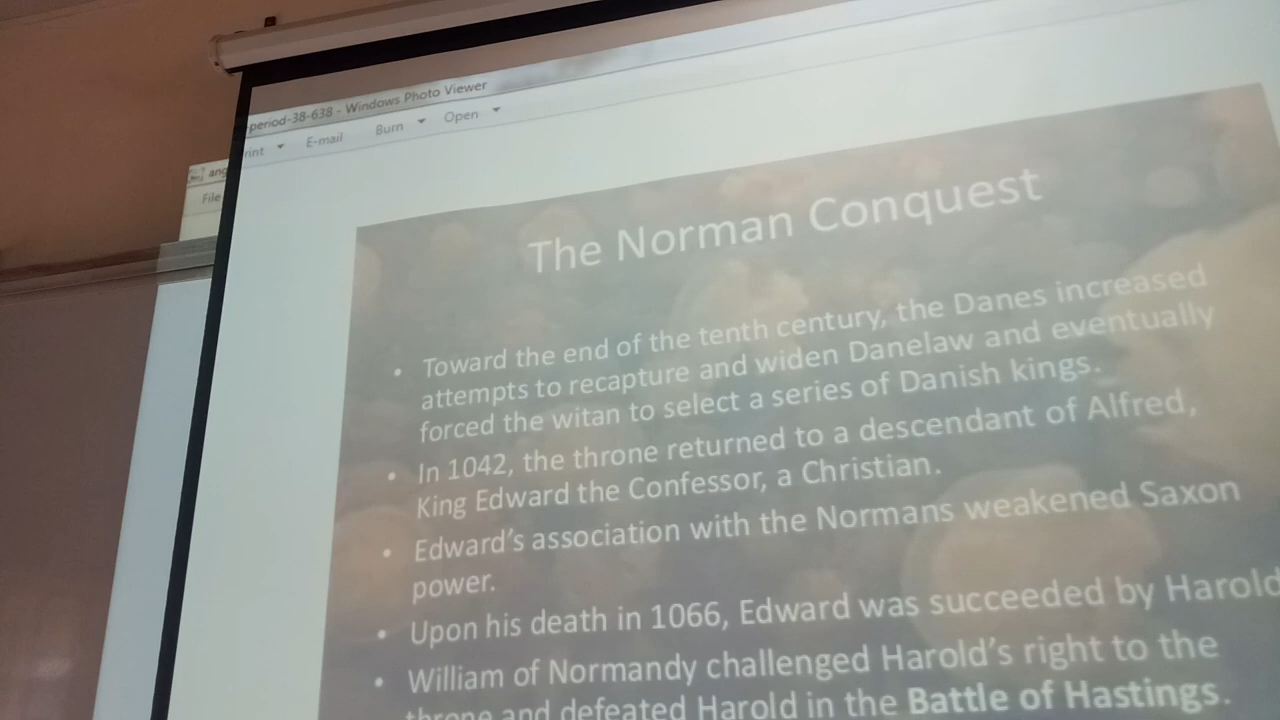 period-38-638 - Windows Photo Viewer
E-mail Burn Open
File
The Norman Conquest
• Toward the end of the tenth century, the Danes increased
attempts to recapture and widen Danelaw and eventually
forced the witan to select a series of Danish kings.
• In 1042, the throne returned to a descendant of Alfred,
King Edward the Confessor, a Christian.
• Edward's association with the Normans weakened Saxon
power.
• Upon his death in 1066, Edward was succeeded by Harold
• William of Normandy challenged Harold's right to the
throne and defeated Harold in the Battle of Hastings.